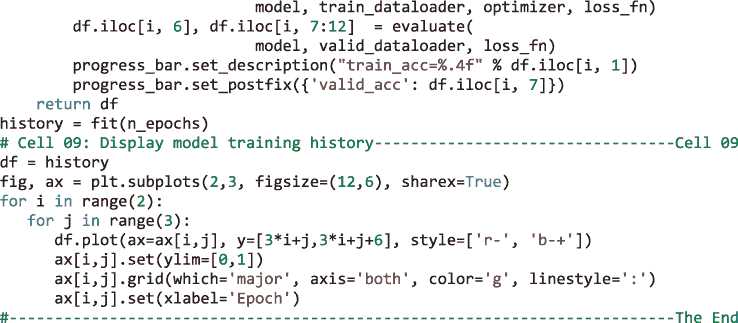 model, train_dataloader, optimizer, loss_fn)
df.iloc[i, 6], df.iloc[i, 7:12]  = evaluate(
model, valid_dataloader, loss_fn)
progress_bar.set_description("train_acc=%.4f" % df.iloc[i, 1])
progress_bar.set_postfix({'valid_acc': df.iloc[i, 7]})
return df
history = fit(n_epochs)
# Cell 09: Display model training history---------------------------------Cell 09
df = history
fig, ax = plt.subplots(2,3, figsize=(12,6), sharex=True)
for i in range(2):
for j in range(3):
df.plot(ax=ax[i,j], y=[3*i+j,3*i+j+6], style=['r-', 'b-+'])
ax[i,j].set(ylim=[0,1])
ax[i,j].grid(which='major', axis='both', color='g', linestyle=':')
ax[i,j].set(xlabel='Epoch')
#--------------------------------------------------------------------------The End